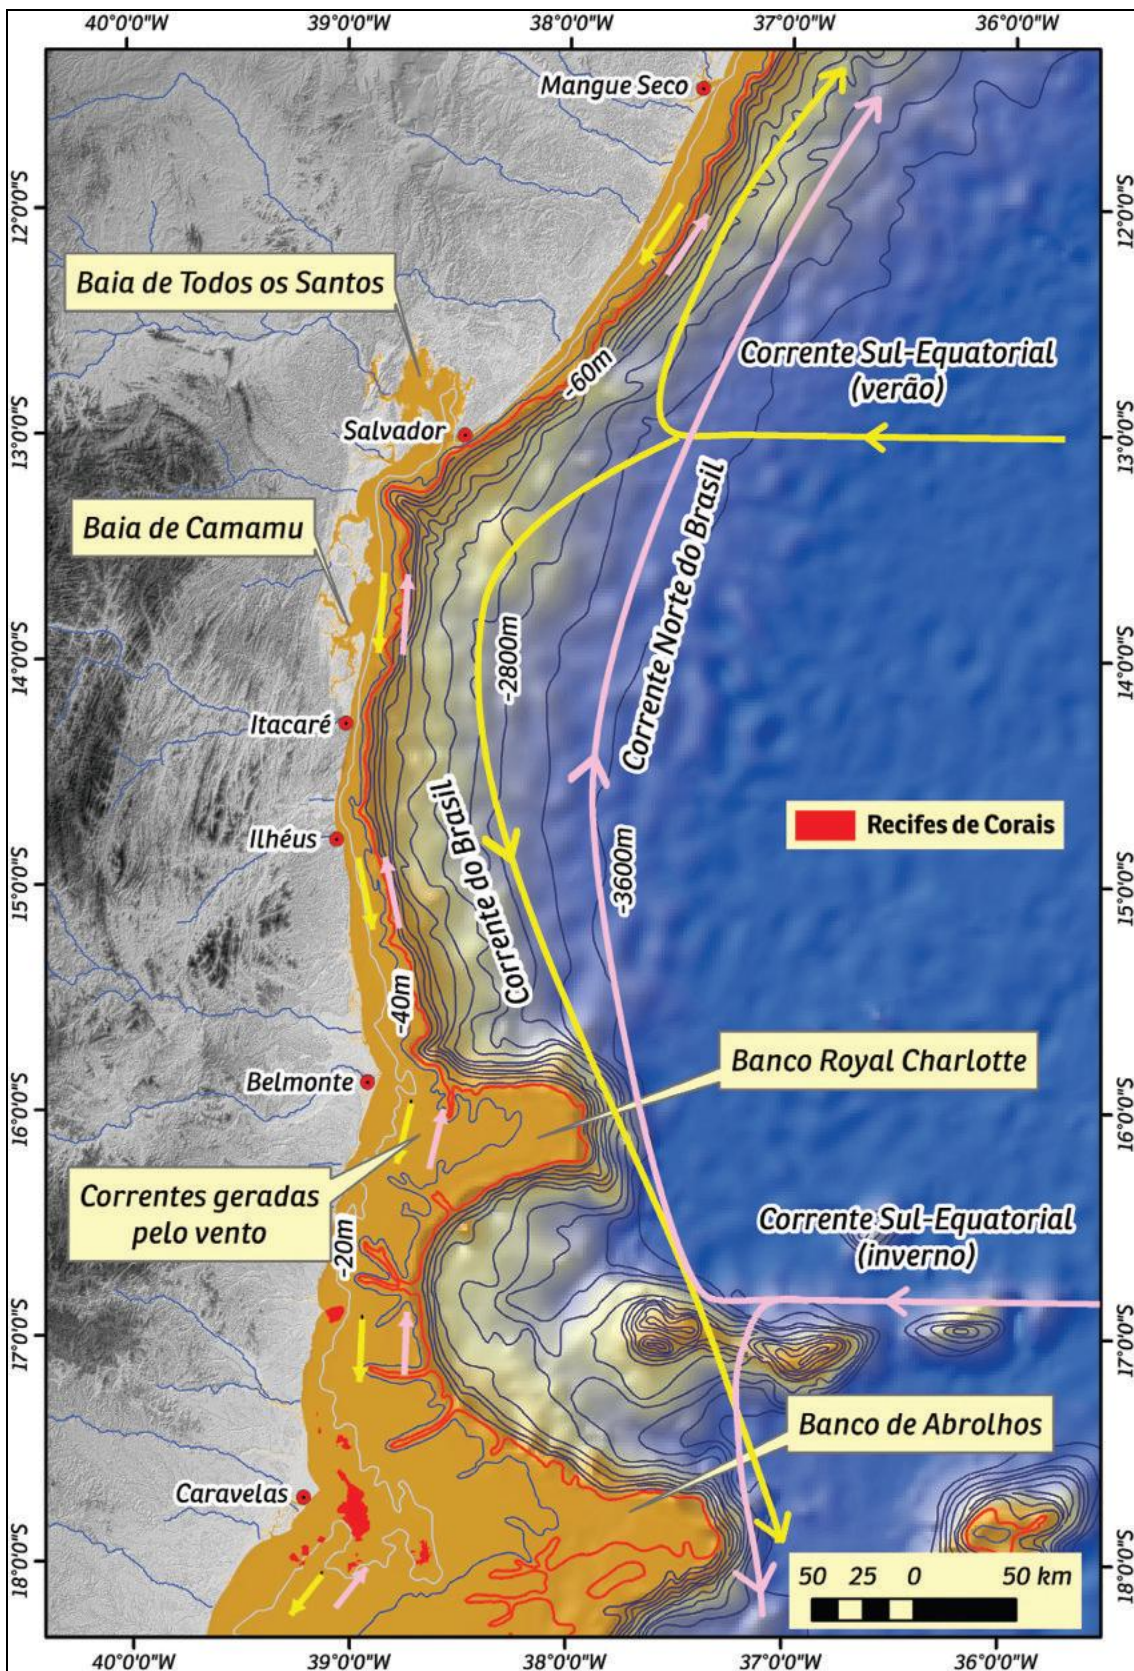 40°0'0"W
39°0'0"W
38°0'0"W
37°0'0"W
36°0'0"W
Mangue Seco
12°0'0"S
12°0'0"S
Baia de Todos os Santos
Corrente Sul-Equatorial
(verão)
-60m
Salvador
13°0'0"S
13°0'0"S
Baia de Camamu
Corrente Norte do Brasil
-2800m
14°0'0"S
14°0'0"S
Itacaré
Corrente do Brasil
Ilhéus
Recifes de Corais
-3600m
15°0'0"S
15°0'0"S
-40m
Banco Royal Charlotte
Belmonte
16°0'0"S
16°0'0"S
Correntes geradas
pelo vento
-20m
Corrente Sul-Equatorial
(inverno)
17°0'0"S
17°0'0"S
Banco de Abrolhos
Caravelas
18°0'0"S
18°0'0"S
50 25 0 50 km
40°0'0"W
39°0'0"W
38°0'0"W
37°0'0"W
36°0'0"W